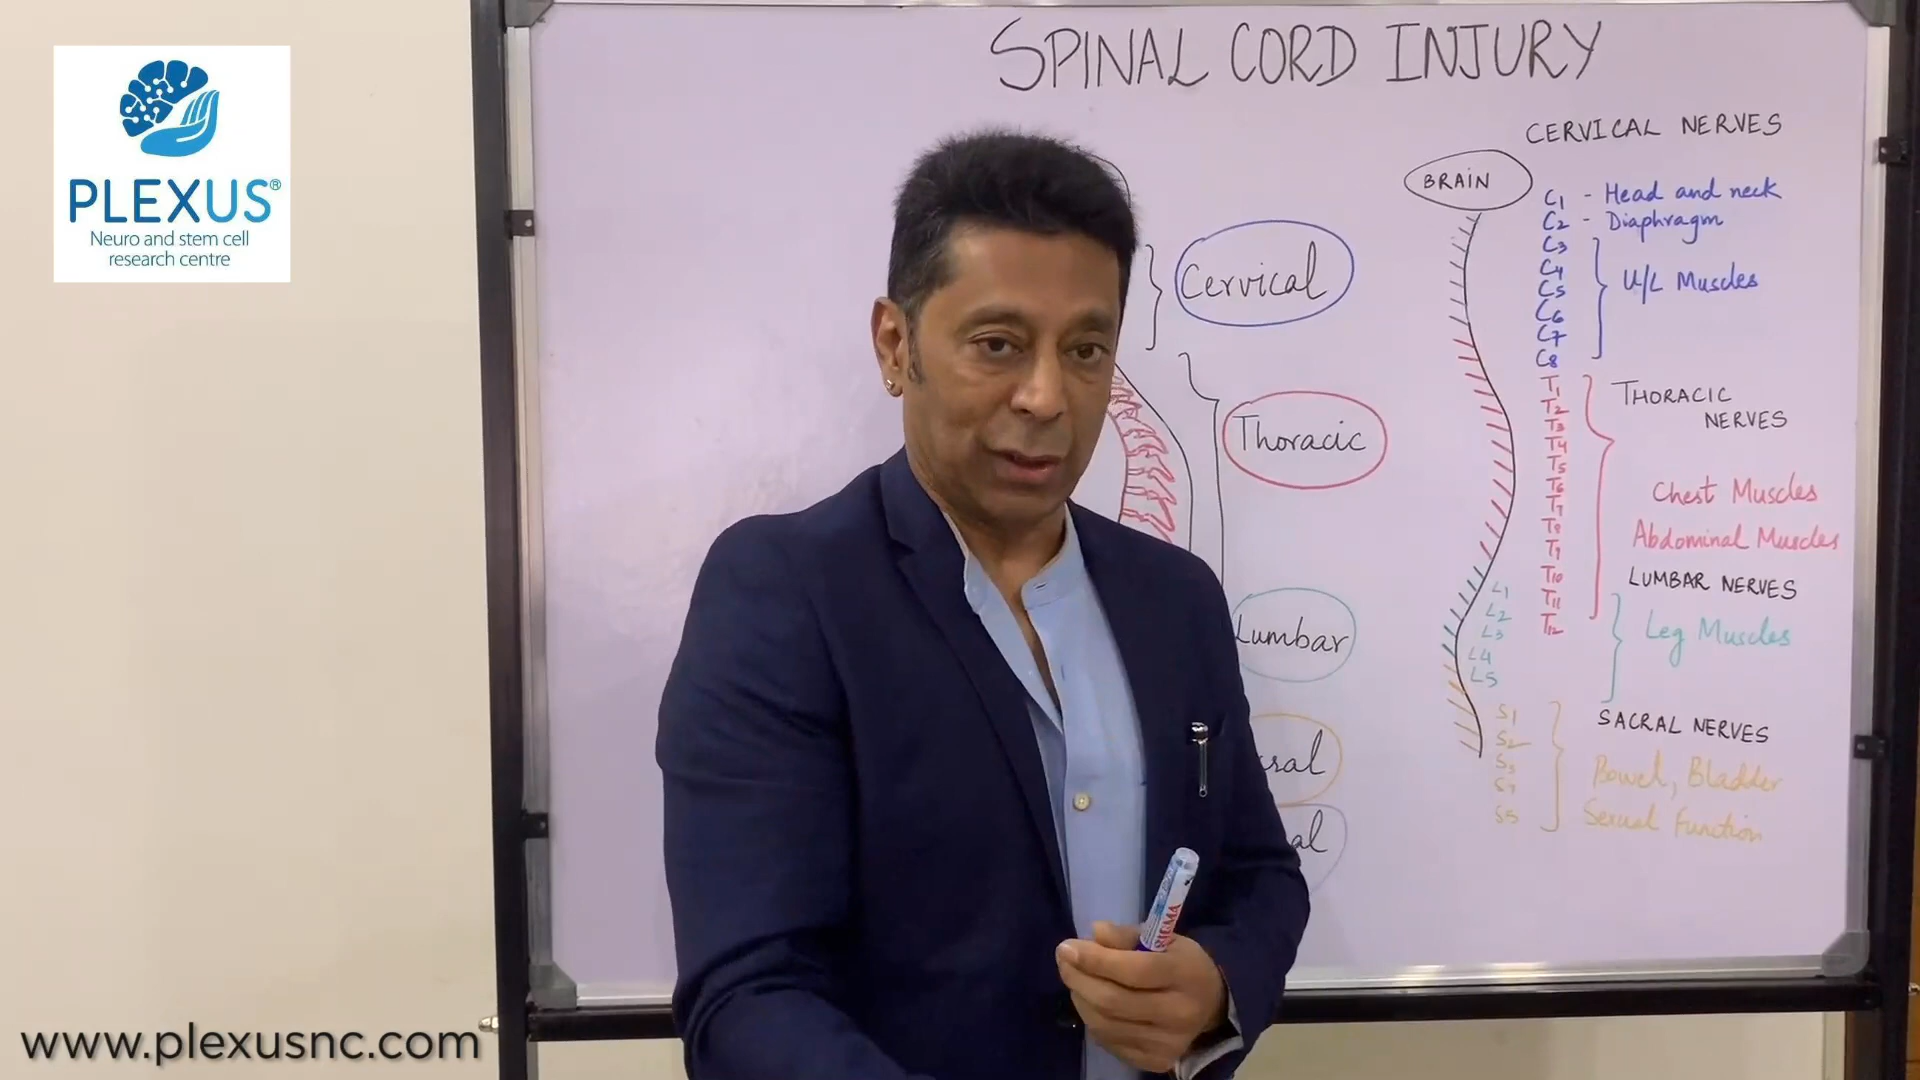 SPINAL CORD INJURY
PLEXUS®
Neuro and stem cell
research centre
Cervical
Thoracic
Lumbar
BRAIN
CERVICAL NERVES
C1 - Head and neck
C2 - Diaphragm
C3
C4
C5
U/L Muscles
C6
C7
C8
T1
T2
T3
T4
T5
T6
T7
T8
T9
T10
T11
T12
THORACIC
NERVES
Chest Muscles
Abdominal Muscles
LUMBAR NERVES
L1
L2
L3
L4
L5
Leg Muscles
SACRAL NERVES
S1
S2
S3
S4
S5
Bowel, Bladder
Sexual Function
SIGMA
www.plexusnc.com